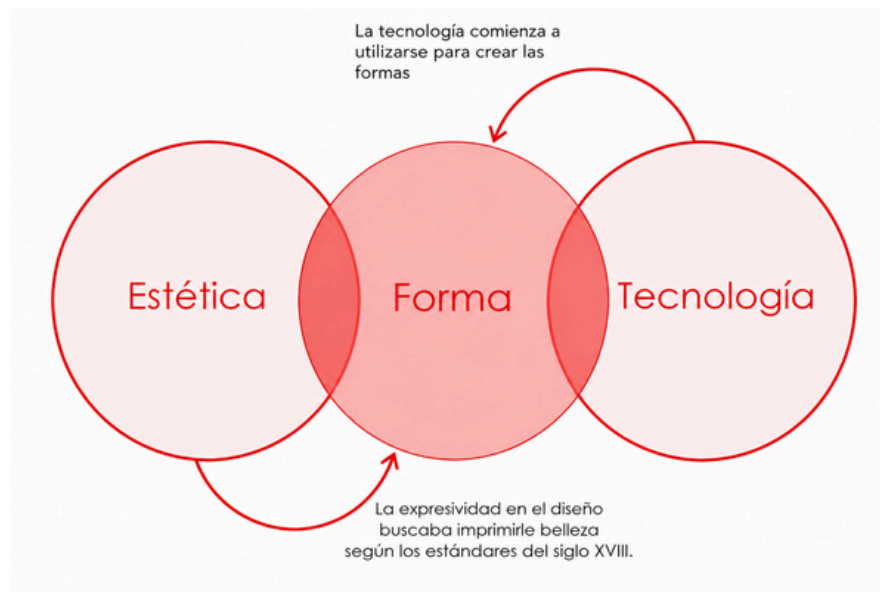 La tecnología comienza a
utilizarse para crear las
formas
Estética
Forma
Tecnología
La expresividad en el diseño
buscaba imprimirle belleza
según los estándares del siglo XVIII.